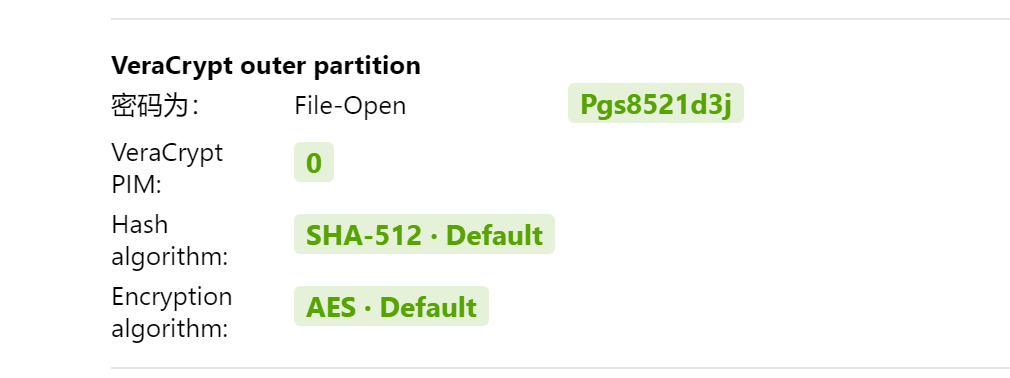 VeraCrypt outer partition
密码为： File-Open Pgs8521d3j
VeraCrypt
PIM: 0
Hash
algorithm: SHA-512 · Default
Encryption
algorithm: AES · Default